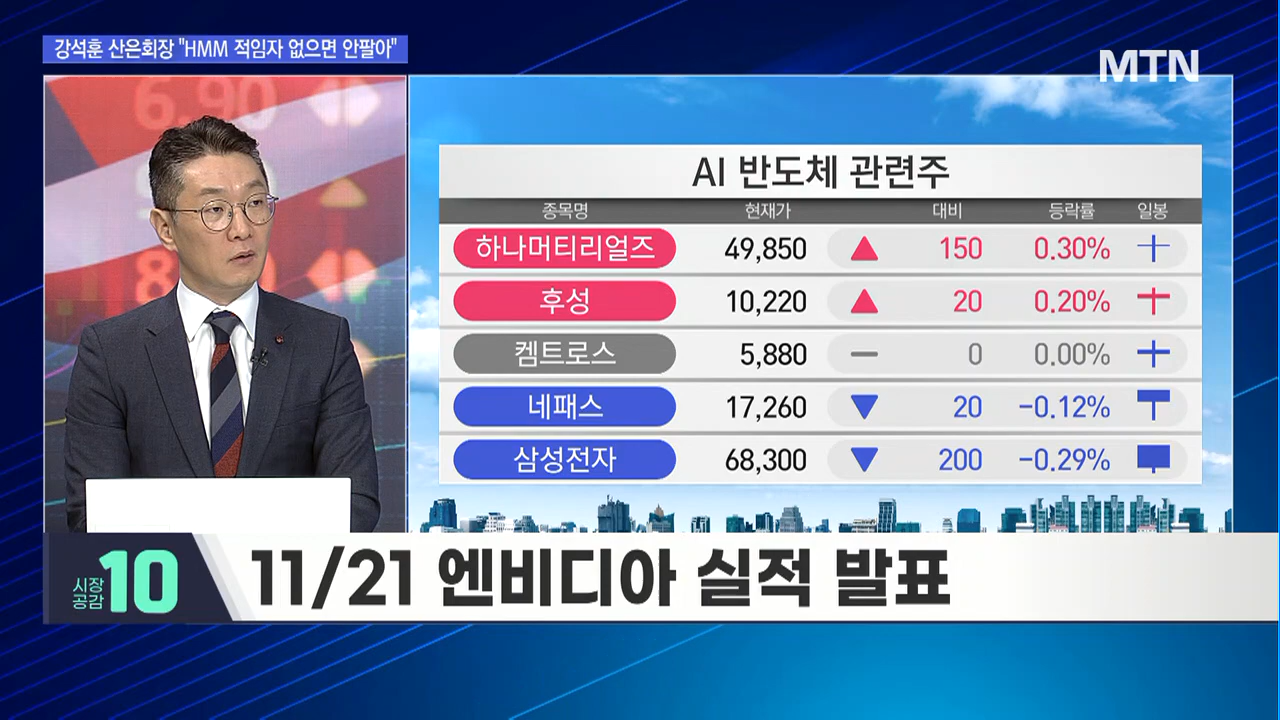 강석훈 산은회장 "HMM 적임자 없으면 안팔아"
MTN
6.90
AI 반도체 관련주
종목명 현재가 대비 등락률 일봉
하나머티리얼즈 49,850 ▲ 150 0.30%
후성 10,220 ▲ 20 0.20%
켐트로스 5,880 - 0 0.00%
네패스 17,260 ▼ 20 -0.12%
삼성전자 68,300 ▼ 200 -0.29%
시장
공감
10
11/21 엔비디아 실적 발표